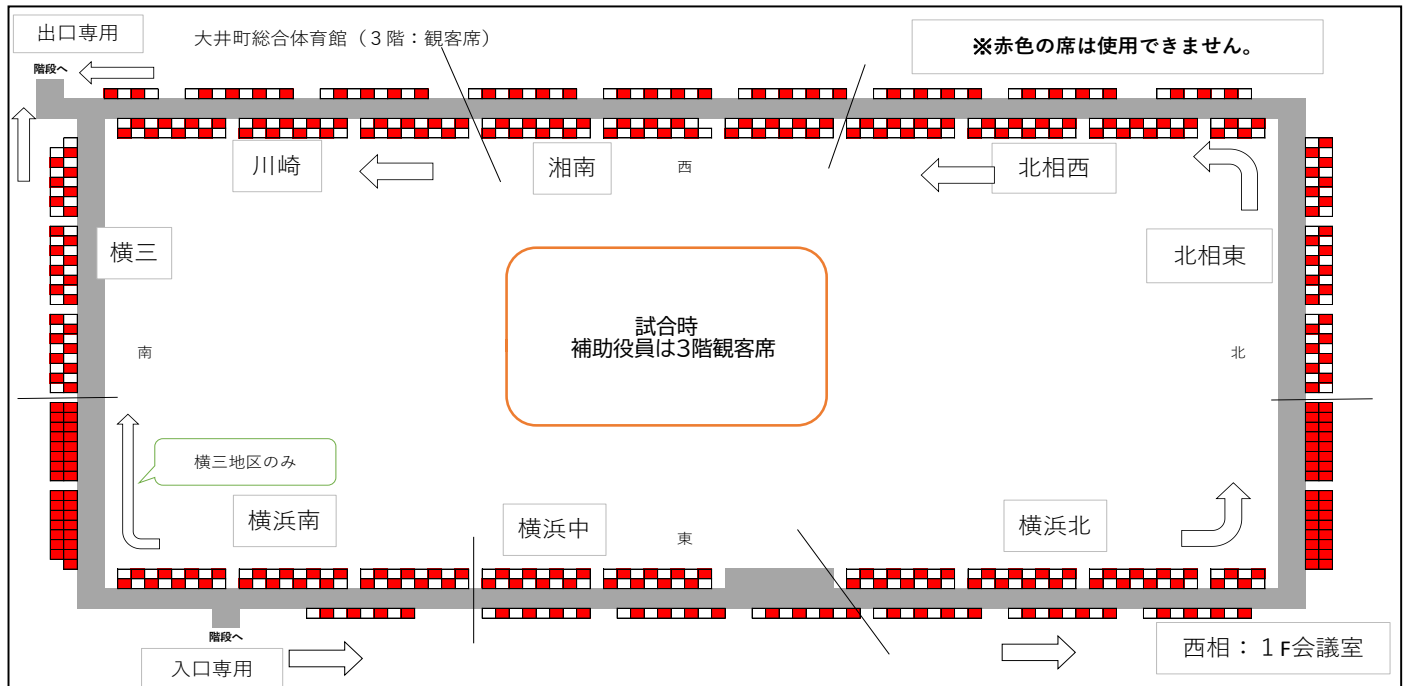 出口専用
大井町総合体育館（３階：観客席）
※赤色の席は使用できません。
階段へ
川崎
湘南
西
北相西
横三
北相東
試合時
補助役員は3階観客席
南
北
横三地区のみ
横浜南
横浜中
東
横浜北
階段へ
入口専用
西相：１F会議室